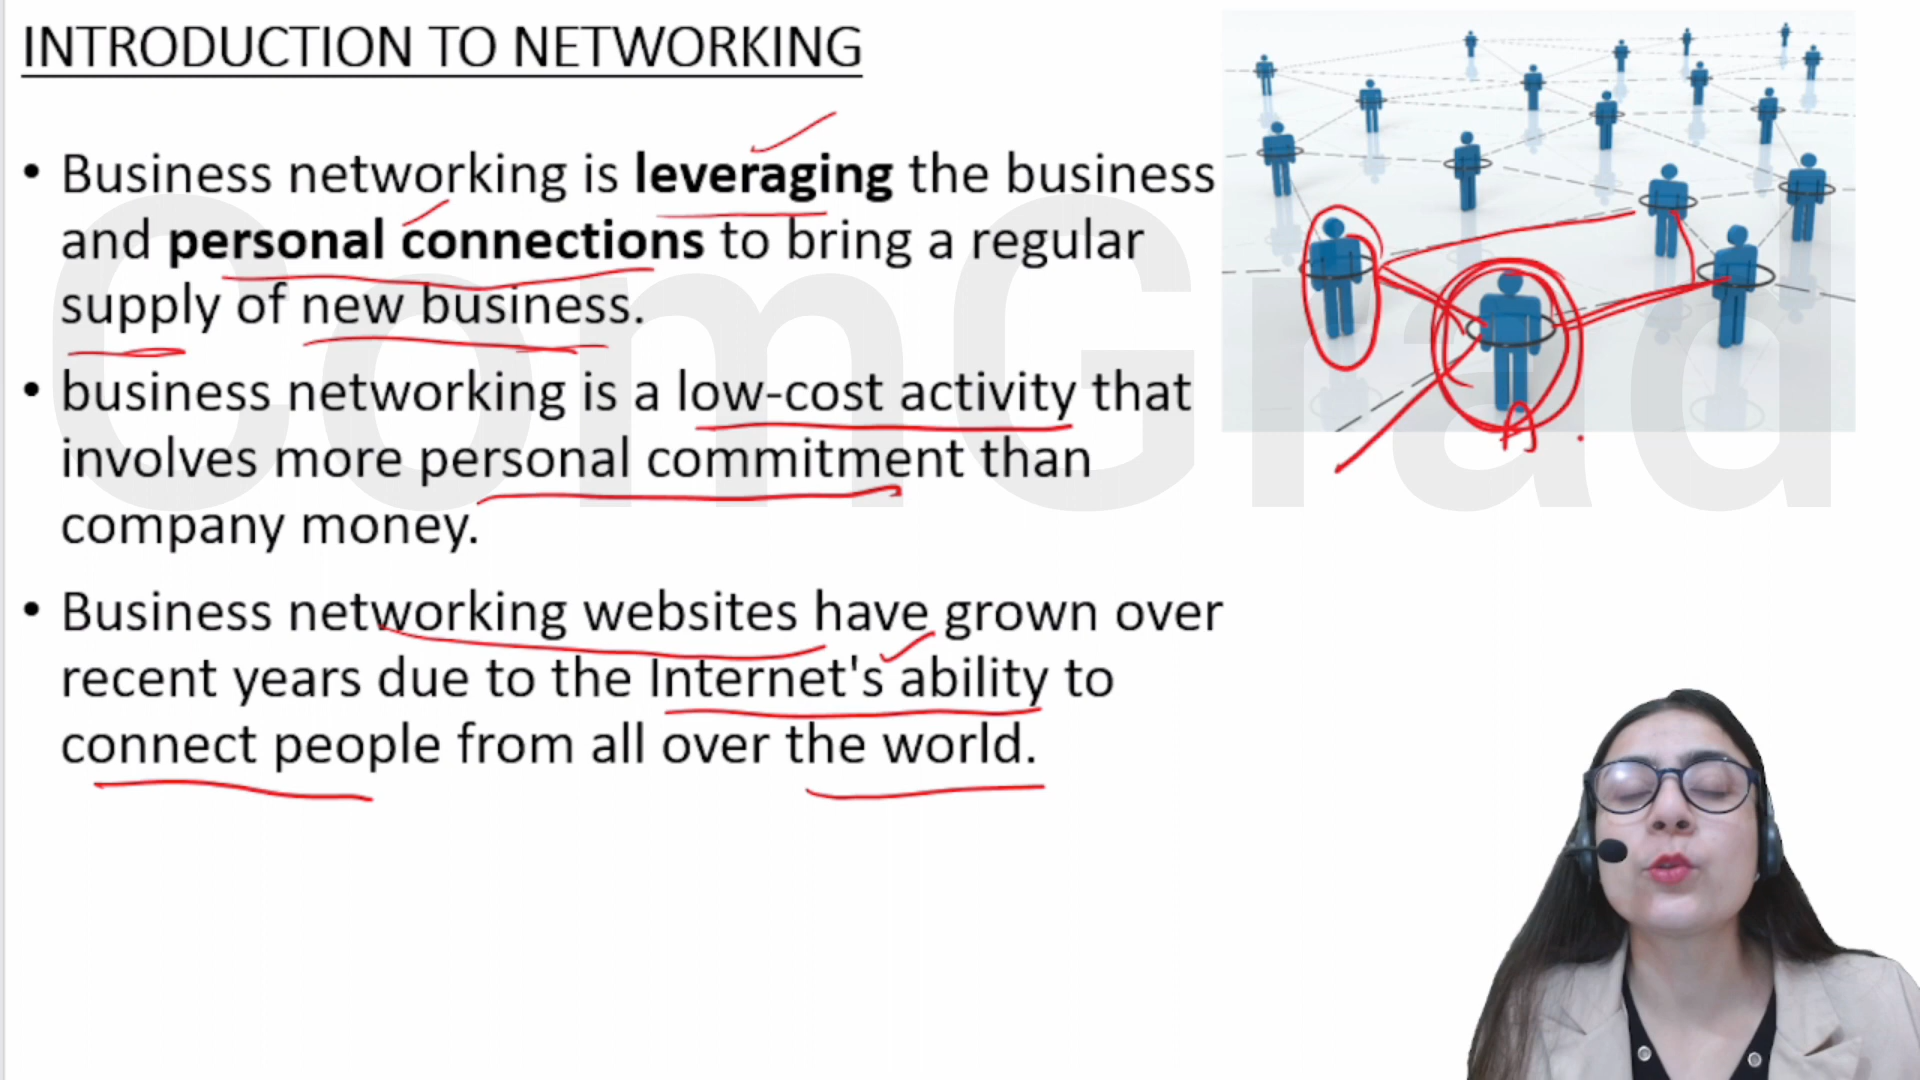 INTRODUCTION TO NETWORKING
• Business networking is leveraging the business
and personal connections to bring a regular
supply of new business.
• business networking is a low-cost activity that
involves more personal commitment than
company money.
• Business networking websites have grown over
recent years due to the Internet's ability to
connect people from all over the world.
A
ComGrad